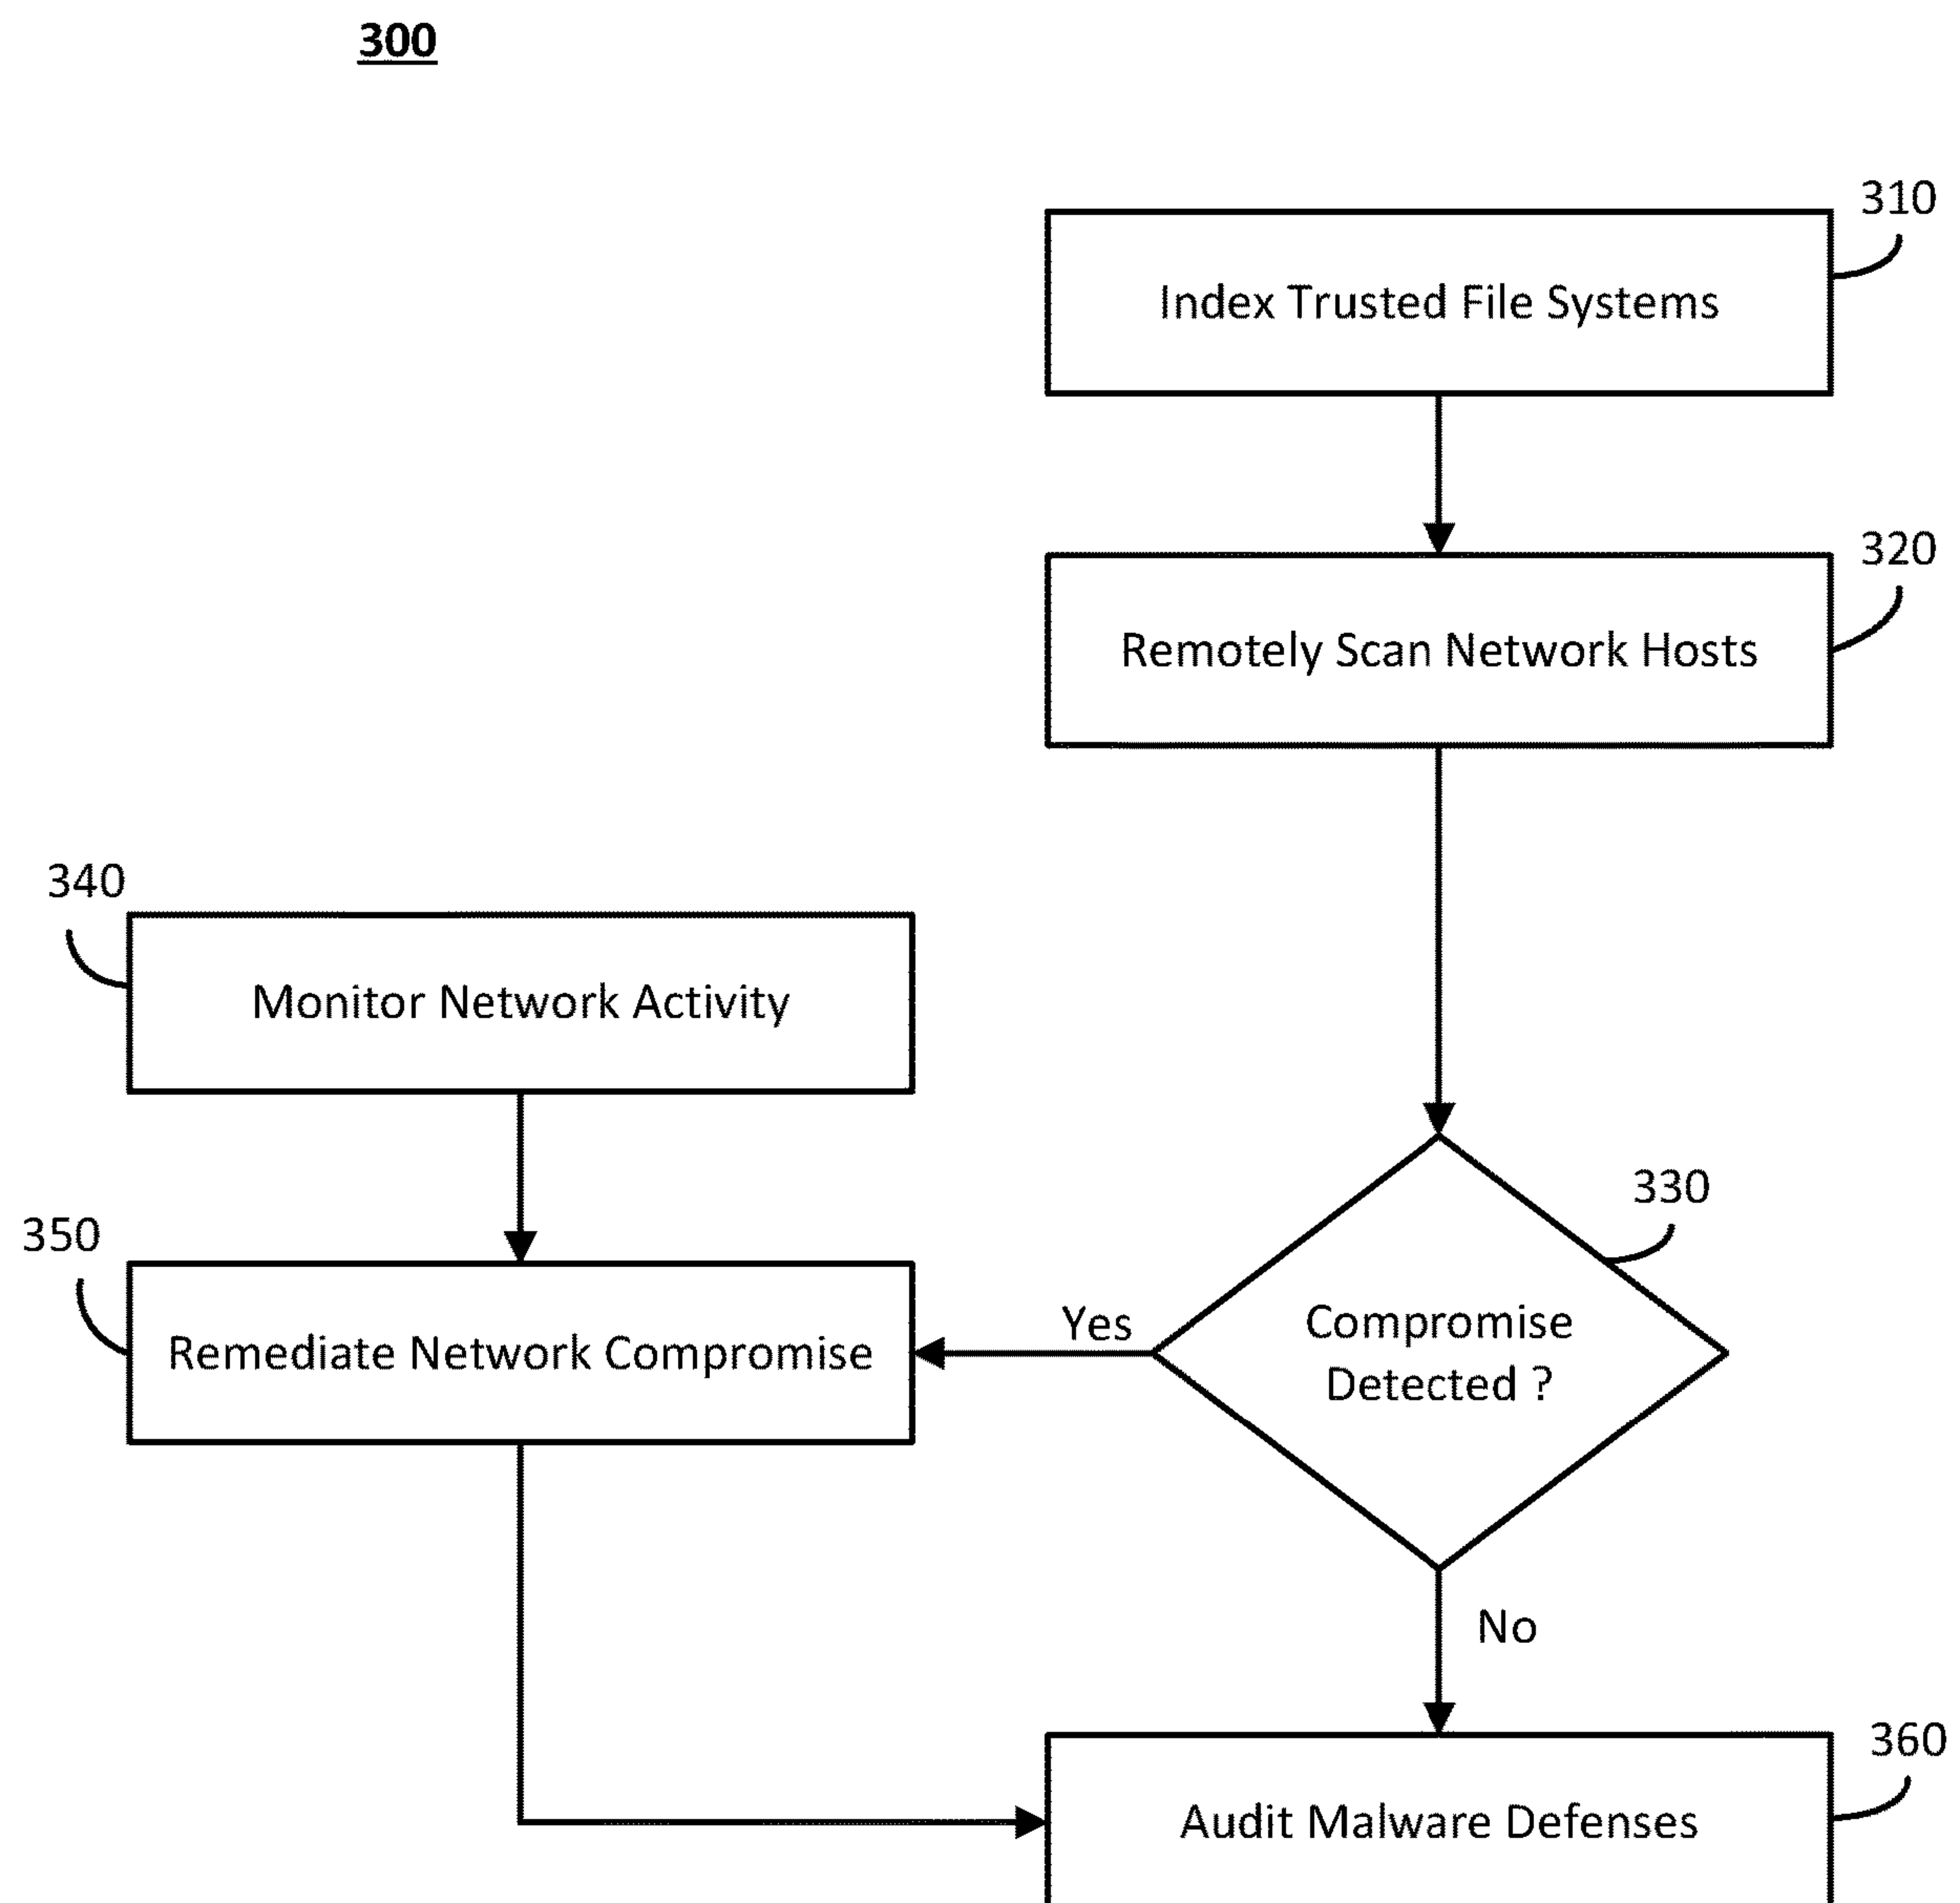 300
310
Index Trusted File Systems
320
Remotely Scan Network Hosts
340
Monitor Network Activity
330
350
Remediate Network Compromise
Yes
Compromise
Detected ?
No
360
Audit Malware Defenses